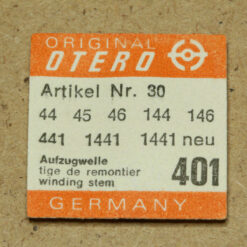 ORIGINAL
OTERO
Artikel Nr. 30
44 45 46 144 146
441 1441 1441 neu
Aufzugwelle
tige de remontier
winding stem
401
GERMANY